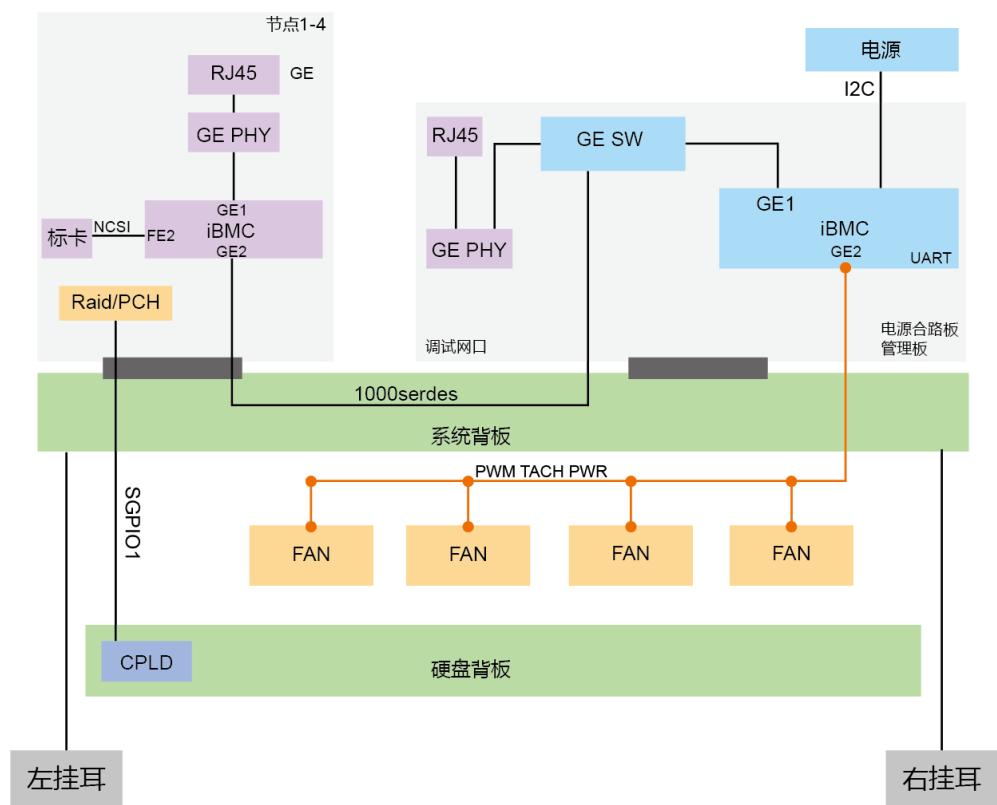 节点1-4
RJ45
GE
GE PHY
GE1
iBMC
FE2
GE2
标卡
NCSI
Raid/PCH
电源
I2C
RJ45
GE SW
GE PHY
GE1
iBMC
GE2
UART
调试网口
电源合路板
管理板
1000serdes
系统背板
SGPIO1
PWM TACH PWR
FAN
FAN
FAN
FAN
CPLD
硬盘背板
左挂耳
右挂耳